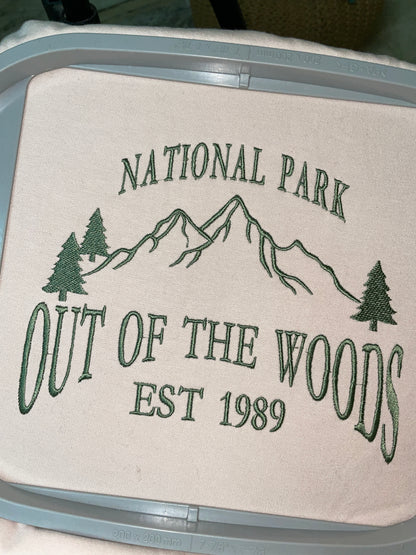 NATIONAL PARK
OUT OF THE WOODS
EST 1989